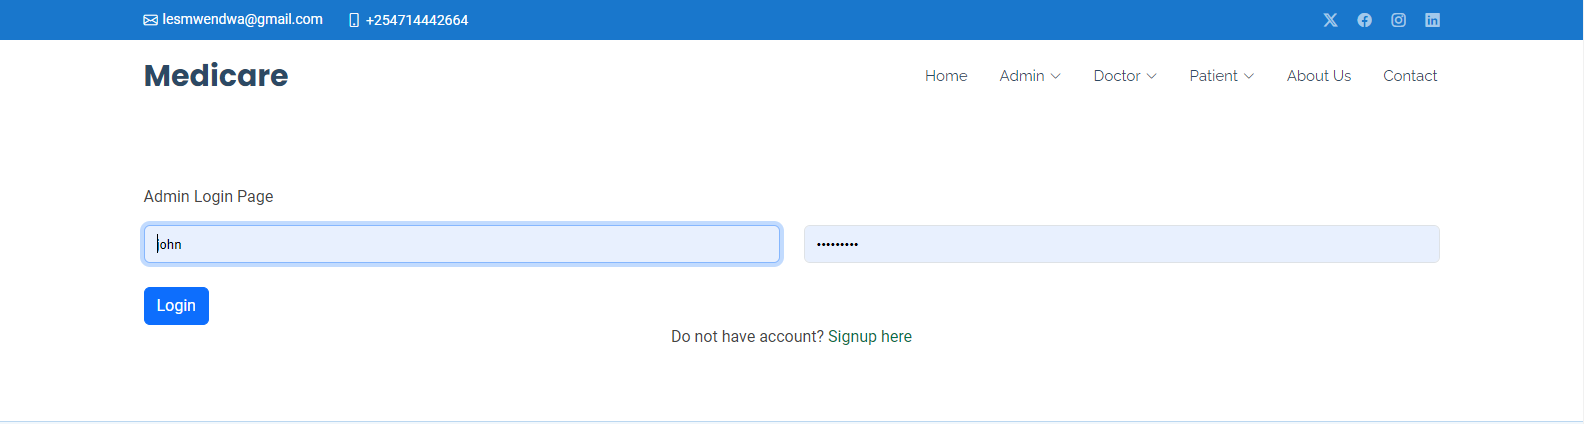 lesmwendwa@gmail.com +254714442664
Medicare
Home Admin Doctor Patient About Us Contact
Admin Login Page
john •••••••••
Login
Do not have account? Signup here